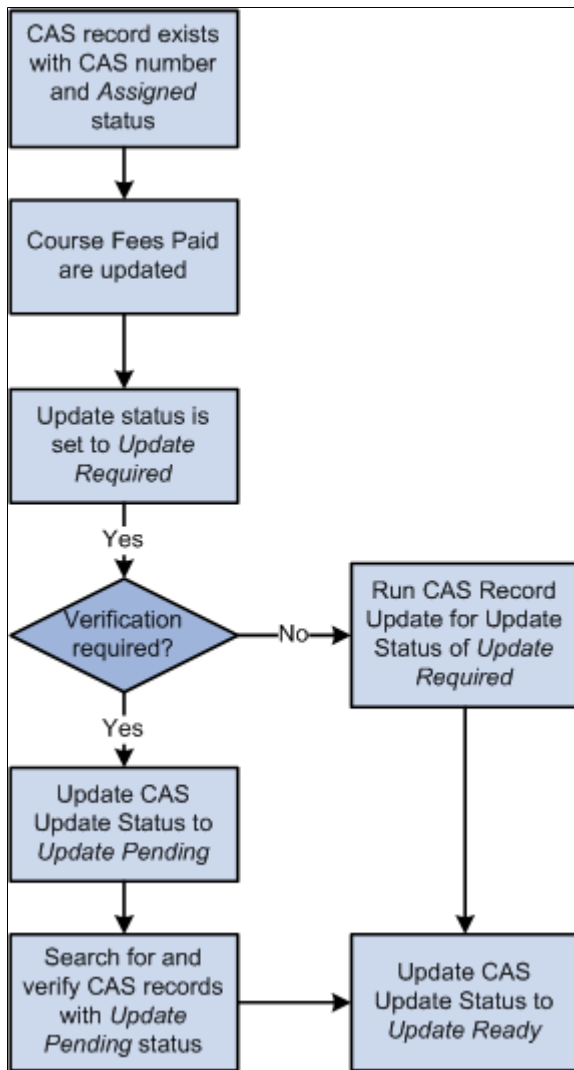 CAS record exists
with CAS number
and Assigned
status
Course Fees Paid
are updated
Update status is
set to Update
Required
Yes
Verification
required?
No
Run CAS Record
Update for Update
Status of Update
Required
Yes
Update CAS
Update Status to
Update Pending
Search for and
verify CAS records
with Update
Pending status
Update CAS
Update Status to
Update Ready